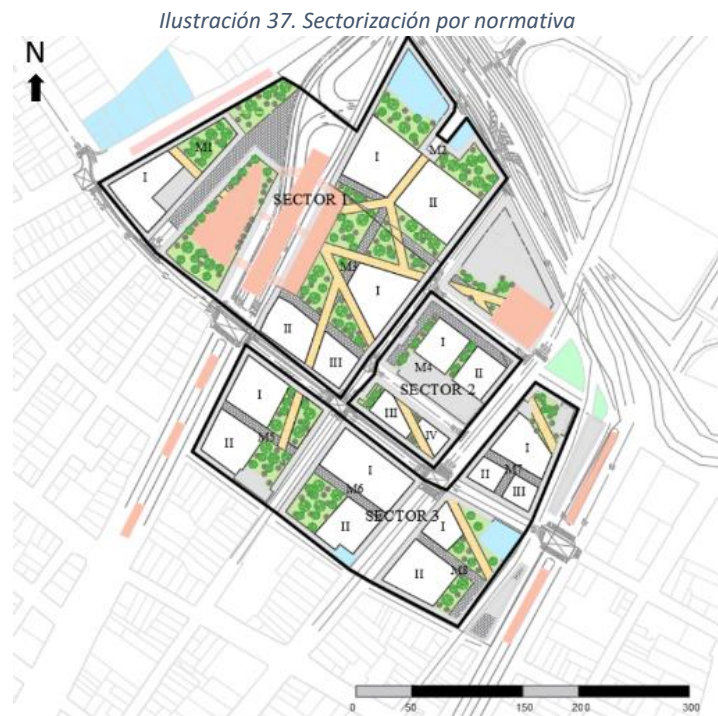 Ilustración 37. Sectorización por normativa
N
M1
I
I
M2
II
SECTOR 1
M3
I
II
III
I
M4
II
SECTOR 2
III
IV
I
M5
II
I
M6
II
SECTOR 3
I
II
M7
III
I
M8
II
0
50
150
200
300